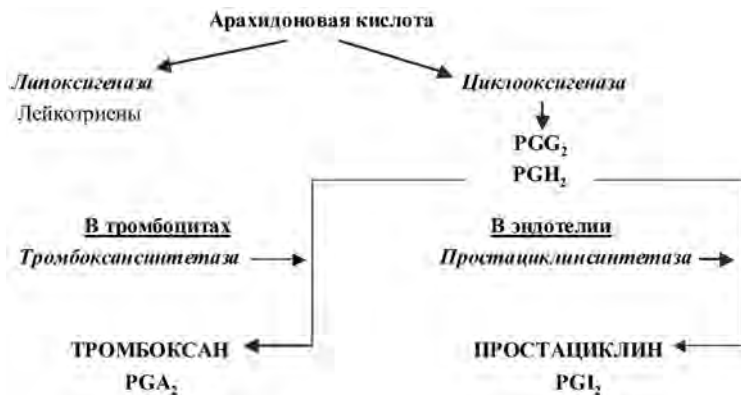 Арахидоновая кислота
Липоксигеназа
Лейкотриены
Циклооксигеназа
PGG₂
PGH₂
В тромбоцитах
Тромбоксансинтетаза
В эндотелии
Простациклинсинтетаза
ТРОМБОКСАН
PGA₂
ПРОСТАЦИКЛИН
PGI₂